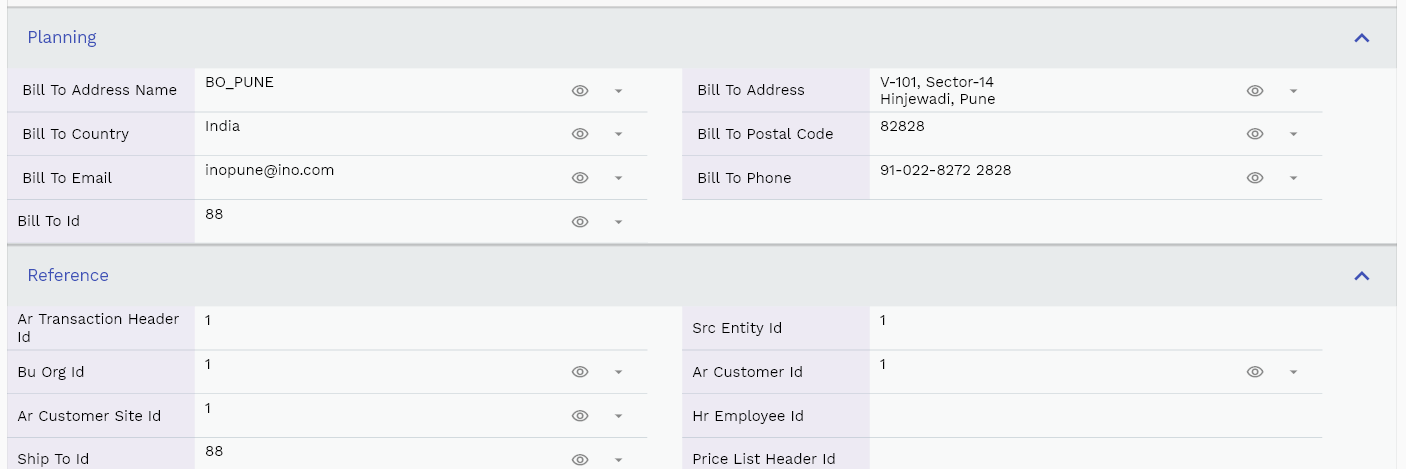 Planning
Bill To Address Name
BO_PUNE
Bill To Address
V-101, Sector-14
Hinjewadi, Pune
Bill To Country
India
Bill To Postal Code
82828
Bill To Email
inopune@ino.com
Bill To Phone
91-022-8272 2828
Bill To Id
88
Reference
Ar Transaction Header
Id
1
Src Entity Id
1
Bu Org Id
1
Ar Customer Id
1
Ar Customer Site Id
1
Hr Employee Id
Ship To Id
88
Price List Header Id